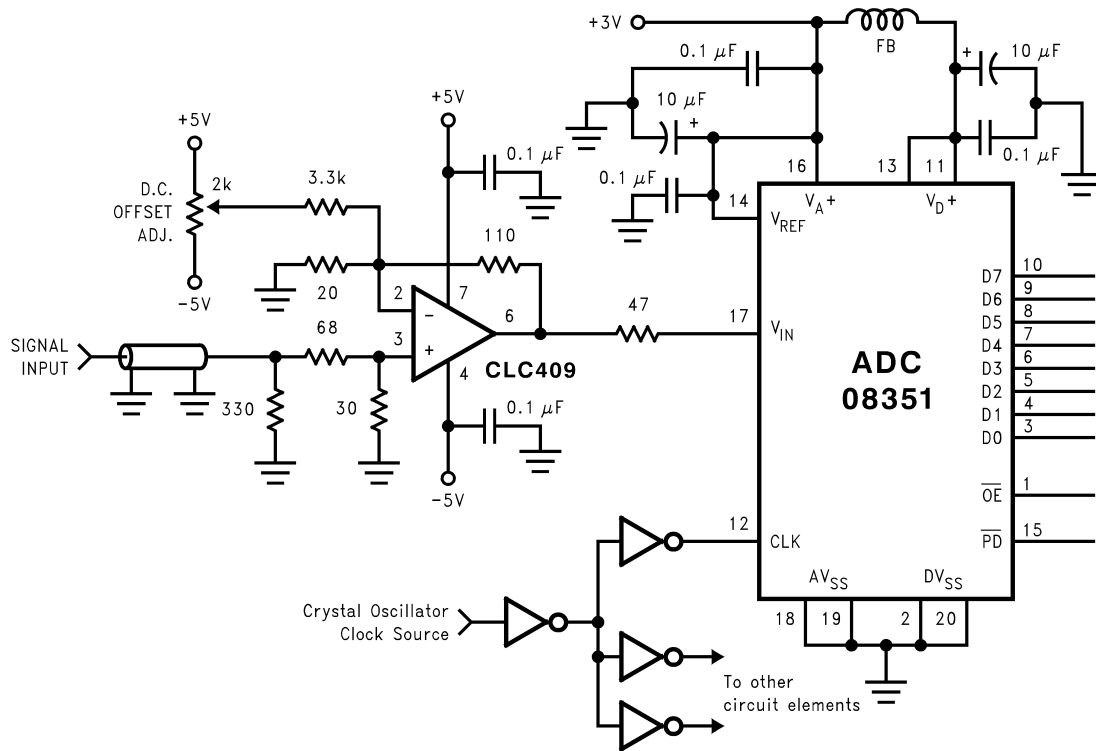 +3V
FB
0.1 μF
10 μF
10 μF
+
+
0.1 μF
0.1 μF
+5V
+5V
0.1 μF
D.C.
OFFSET
ADJ.
2k
3.3k
-5V
20
110
2
7
6
3
4
−
+
CLC409
68
330
30
47
SIGNAL
INPUT
0.1 μF
-5V
16
13
11
14
VA+
VD+
VREF
17
VIN
ADC
08351
D7
10
D6
9
D5
8
D4
7
D3
6
D2
5
D1
4
D0
3
OE
1
PD
15
12
CLK
AVSS
DVSS
18
19
2
20
Crystal Oscillator
Clock Source
To other
circuit elements